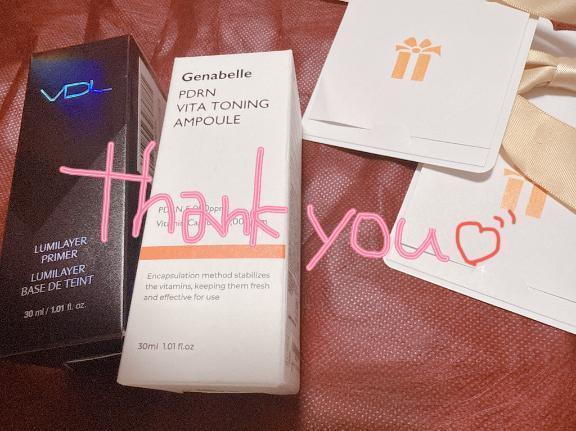 VDL
LUMILAYER
PRIMER
LUMILAYER
BASE DE TEINT
30 ml / 1.01 fl. oz.
Genabelle
PDRN
VITA TONING
AMPOULE
Encapsulation method stabilizes
the vitamins, keeping them fresh
and effective for use
30ml 1.01 fl.oz
thank you